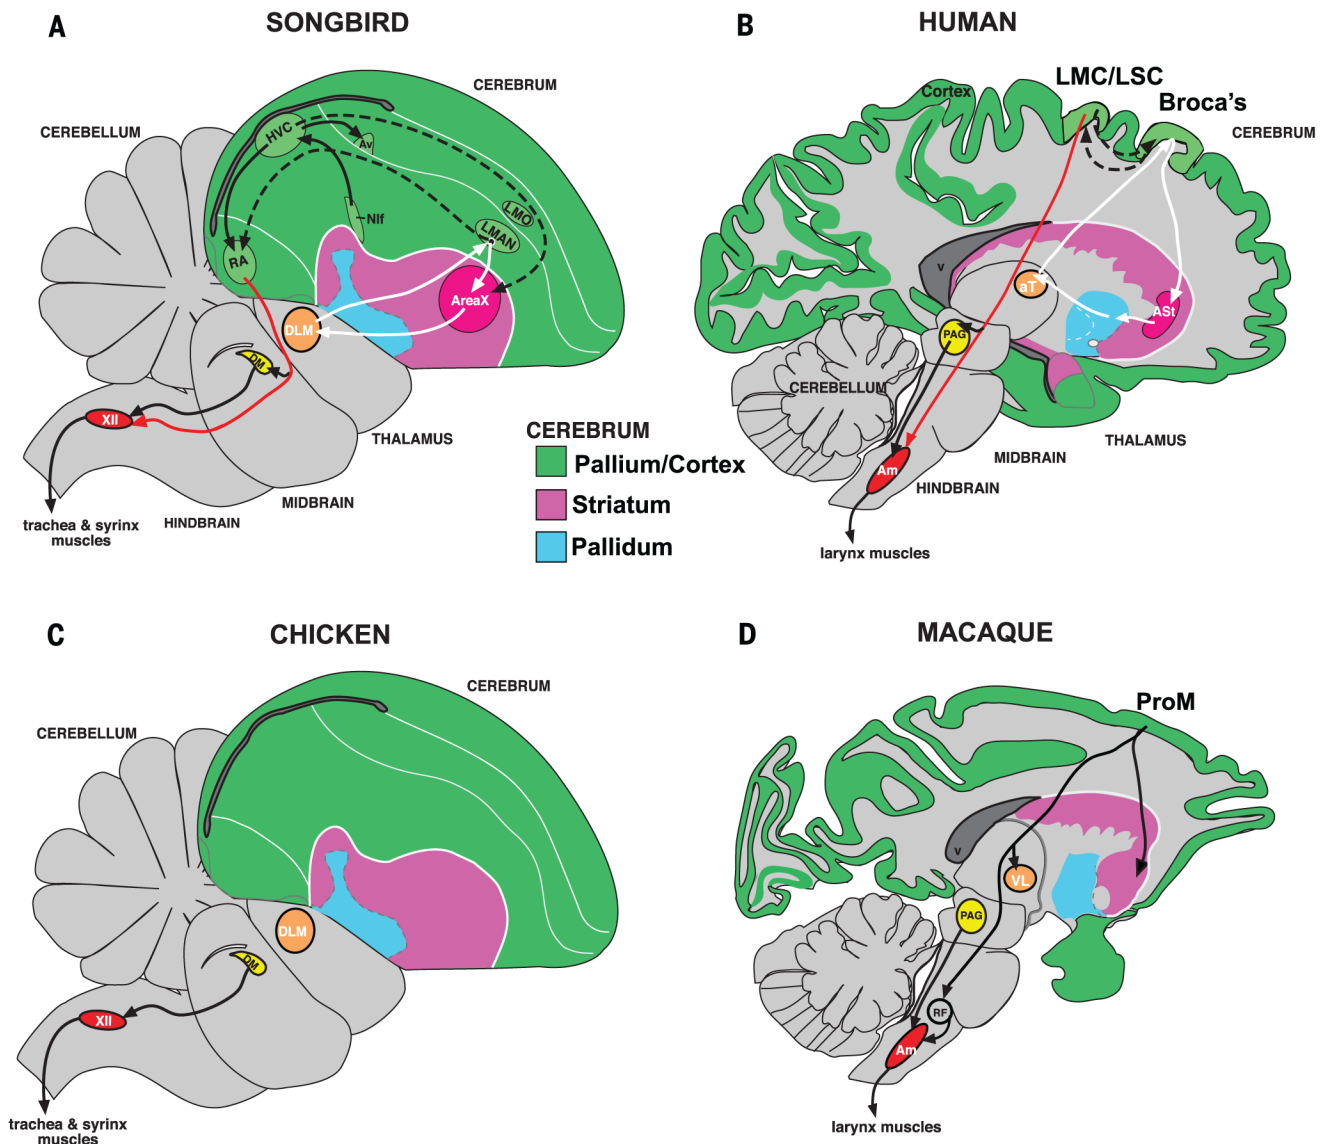 A
SONGBIRD
CEREBRUM
CEREBELLUM
HVC
Av
NIf
LMO
LMAN
RA
AreaX
DLM
DM
XII
THALAMUS
MIDBRAIN
HINDBRAIN
trachea & syrinx
muscles
B
HUMAN
LMC/LSC
Cortex
Broca's
CEREBRUM
v
aT
ASt
PAG
CEREBELLUM
THALAMUS
MIDBRAIN
Am
HINDBRAIN
larynx muscles
CEREBRUM
Pallium/Cortex
Striatum
Pallidum
C
CHICKEN
CEREBRUM
CEREBELLUM
DLM
DM
XII
trachea & syrinx
muscles
D
MACAQUE
ProM
v
VL
PAG
RF
Am
larynx muscles